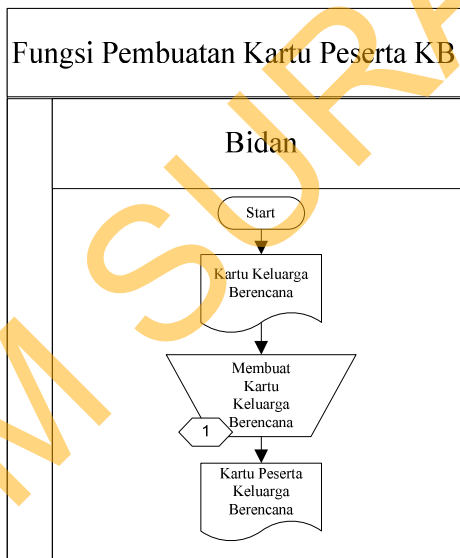 Fungsi Pembuatan Kartu Peserta KB
Bidan
Start
Kartu Keluarga
Berencana
Membuat
Kartu
Keluarga
Berencana
1
Kartu Peserta
Keluarga
Berencana
M SURA